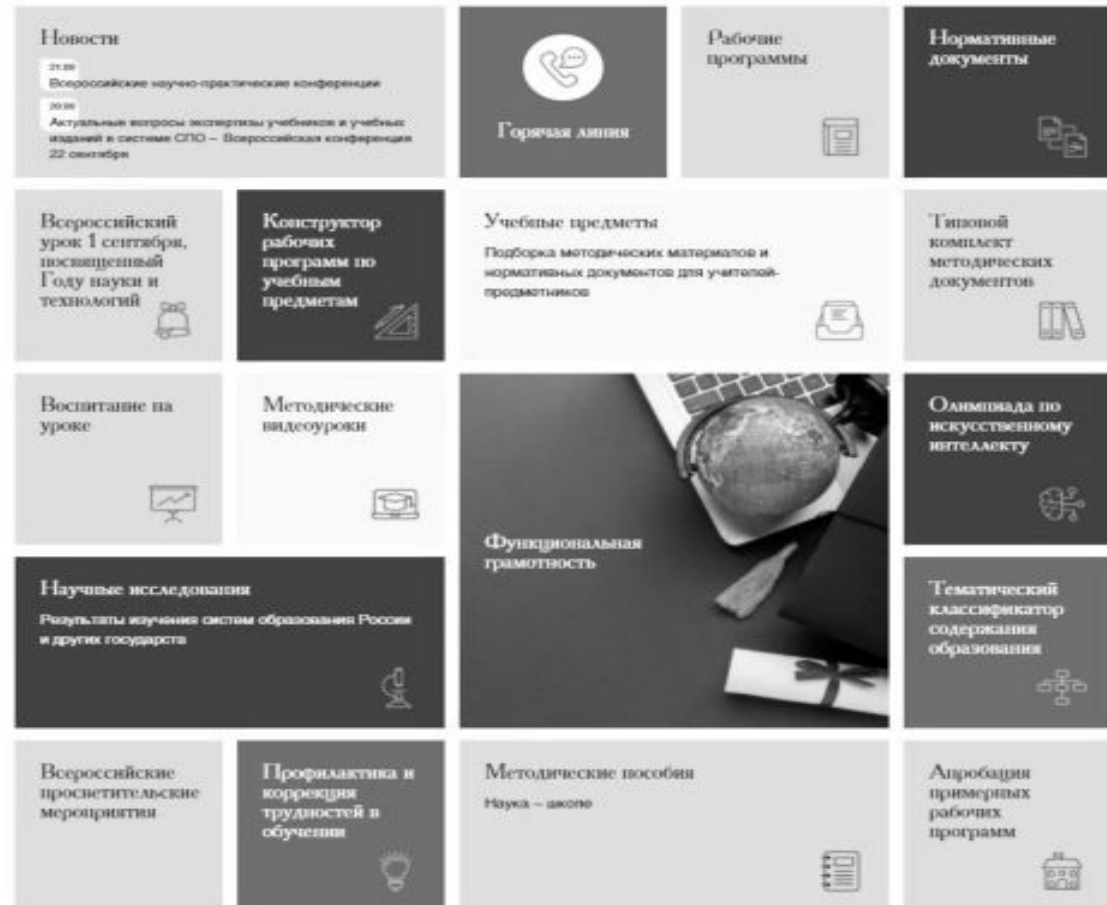 Новости
21.09
Всероссийские научно-практические конференции
20.09
Актуальные вопросы экспертизы учебников и учебных
изданий в системе СПО – Всероссийская конференция
22 сентября
Горячая линия
Рабочие
программы
Нормативные
документы
Всероссийский
урок 1 сентября,
посвященный
Году науки и
технологий
Конструктор
рабочих
программ по
учебным
предметам
Учебные предметы
Подборка методических материалов и
нормативных документов для учителей-
предметников
Типовой
комплект
методических
документов
Воспитание на
уроке
Методические
видеоуроки
Функциональная
грамотность
Олимпиада по
искусственному
интеллекту
Научные исследования
Результаты изучения систем образования России
и других государств
Тематический
классификатор
содержания
образования
Всероссийские
просветительские
мероприятия
Профилактика и
коррекция
трудностей в
обучении
Методические пособия
Наука – школе
Апробация
примерных
рабочих
программ